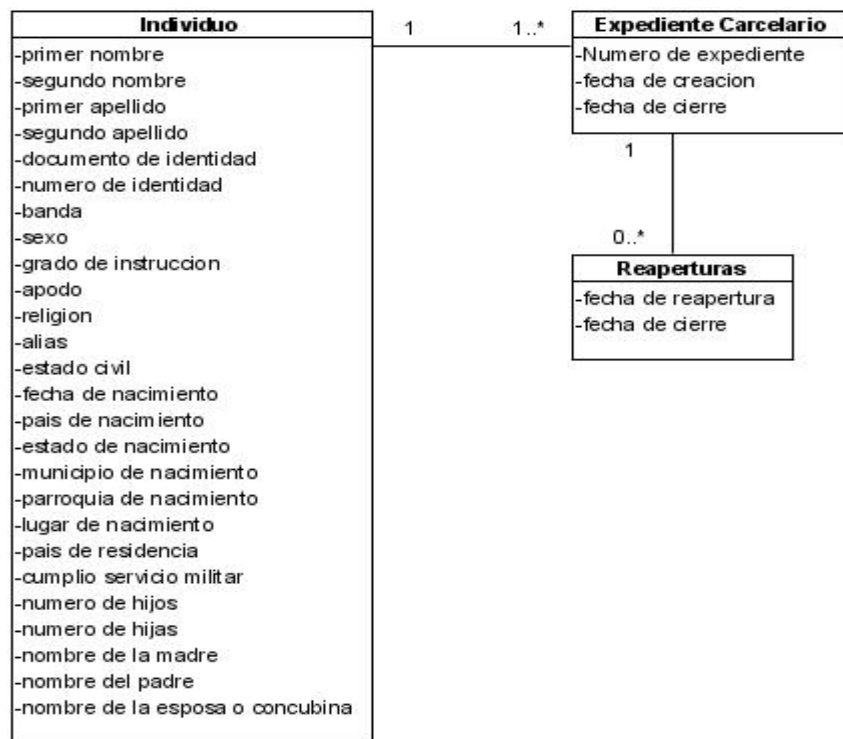 Individuo
-primer nombre
-segundo nombre
-primer apellido
-segundo apellido
-documento de identidad
-numero de identidad
-banda
-sexo
-grado de instruccion
-apodo
-religion
-alias
-estado civil
-fecha de nacimiento
-pais de nacimiento
-estado de nacimiento
-municipio de nacimiento
-parroquia de nacimiento
-lugar de nacimiento
-pais de residencia
-cumplio servicio militar
-numero de hijos
-numero de hijas
-nombre de la madre
-nombre del padre
-nombre de la esposa o concubina
1 1..*
Expediente Carcelario
-Numero de expediente
-fecha de creacion
-fecha de cierre
1
0..*
Reaperturas
-fecha de reapertura
-fecha de cierre